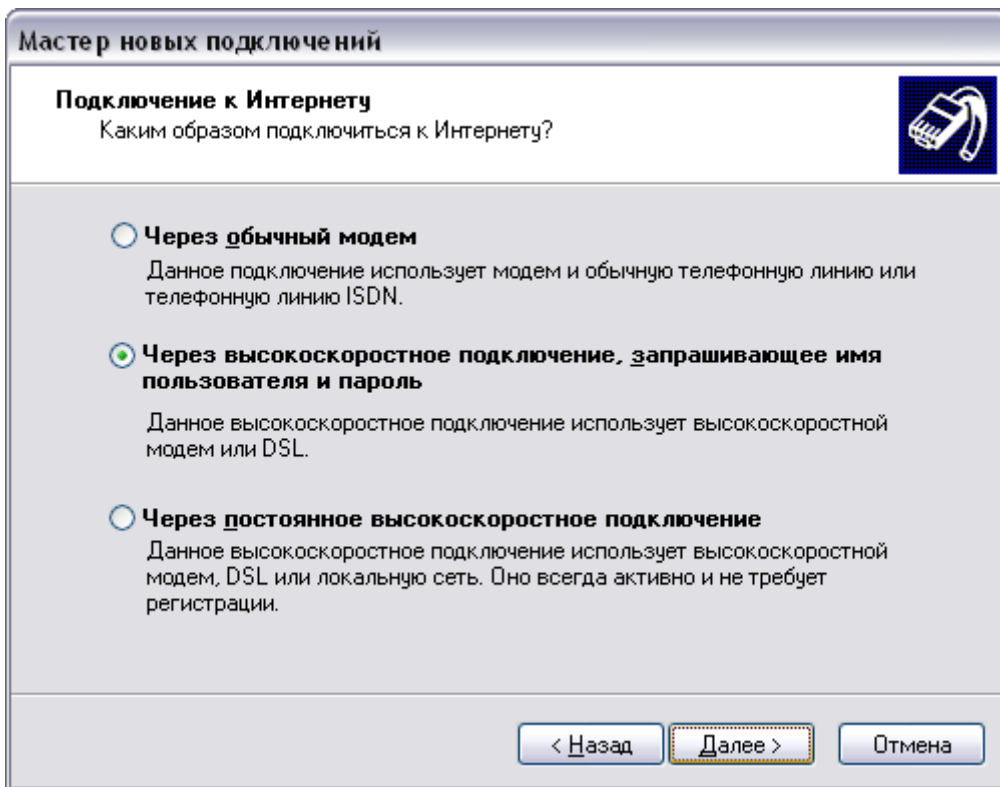 Мастер новых подключений
Подключение к Интернету
Каким образом подключиться к Интернету?
Через обычный модем
Данное подключение использует модем и обычную телефонную линию или
телефонную линию ISDN.
Через высокоскоростное подключение, запрашивающее имя
пользователя и пароль
Данное высокоскоростное подключение использует высокоскоростной
модем или DSL.
Через постоянное высокоскоростное подключение
Данное высокоскоростное подключение использует высокоскоростной
модем, DSL или локальную сеть. Оно всегда активно и не требует
регистрации.
< Назад
Далее >
Отмена